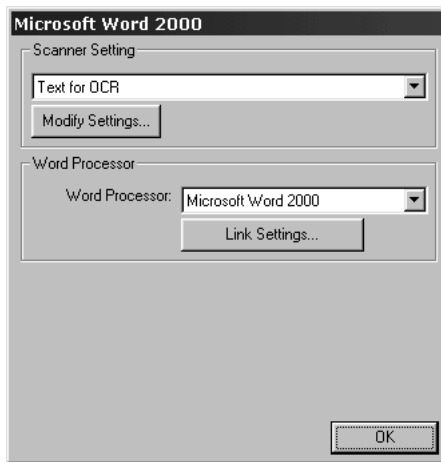 Microsoft Word 2000
Scanner Setting
Text for OCR
Modify Settings...
Word Processor
Word Processor: Microsoft Word 2000
Link Settings...
OK